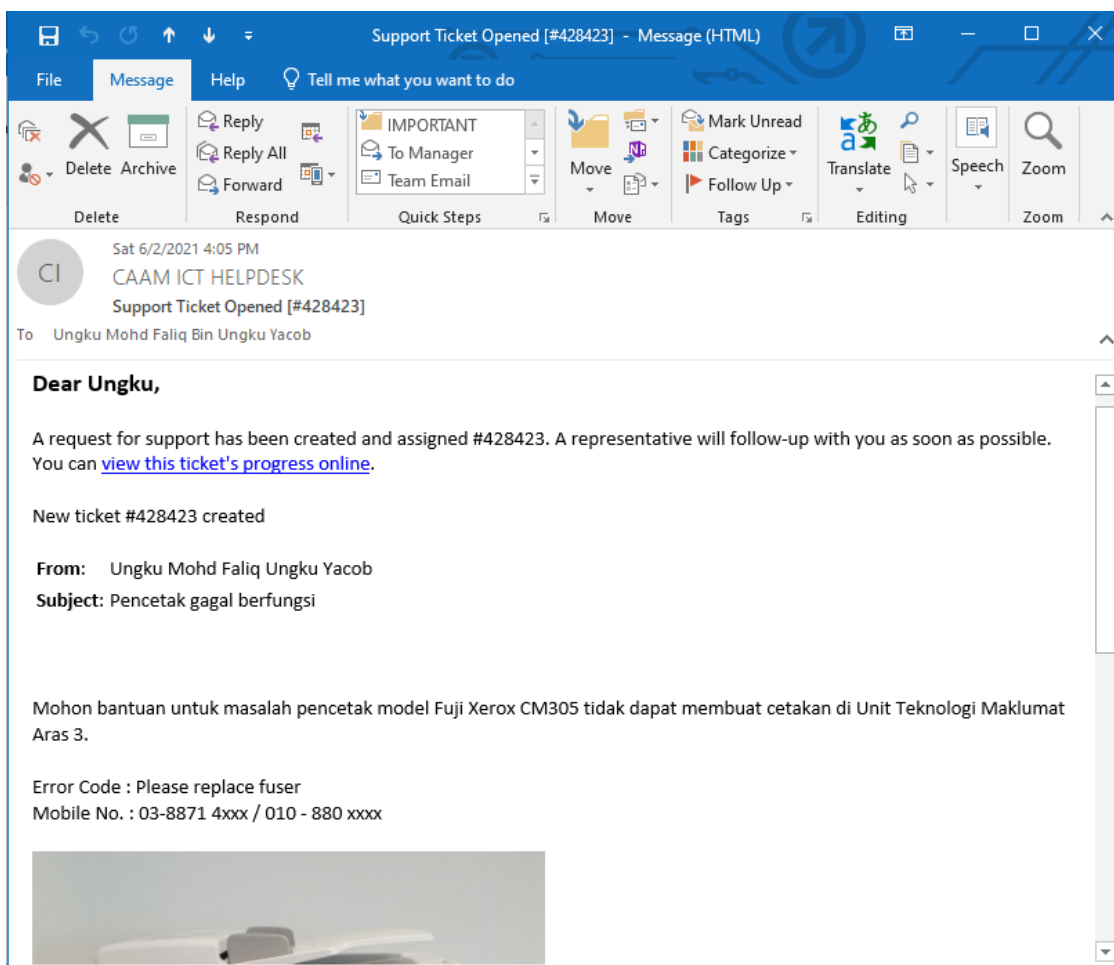 Support Ticket Opened [#428423] - Message (HTML)
File Message Help Tell me what you want to do
Delete Archive
Reply
Reply All
Forward
IMPORTANT
To Manager
Team Email
Move
Mark Unread
Categorize
Follow Up
Translate
Speech
Zoom
Delete Respond Quick Steps Move Tags Editing Zoom
Sat 6/2/2021 4:05 PM
CI
CAAM ICT HELPDESK
Support Ticket Opened [#428423]
To Ungku Mohd Faliq Bin Ungku Yacob
Dear Ungku,
A request for support has been created and assigned #428423. A representative will follow-up with you as soon as possible.
You can view this ticket's progress online.
New ticket #428423 created
From: Ungku Mohd Faliq Ungku Yacob
Subject: Pencetak gagal berfungsi
Mohon bantuan untuk masalah pencetak model Fuji Xerox CM305 tidak dapat membuat cetakan di Unit Teknologi Maklumat
Aras 3.
Error Code : Please replace fuser
Mobile No. : 03-8871 4xxx / 010 - 880 xxxx